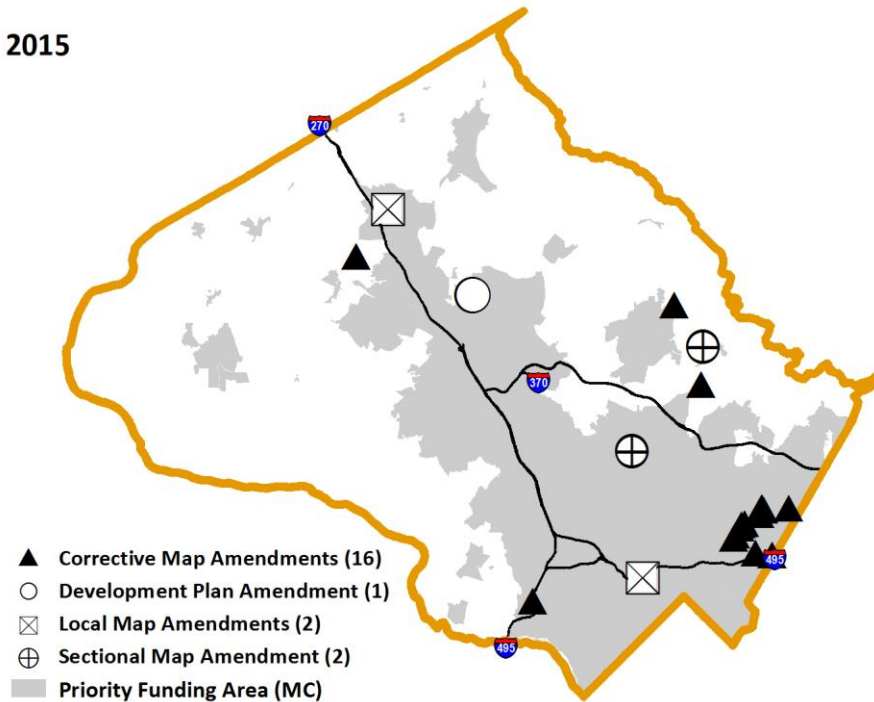 2015
270
370
495
495
Corrective Map Amendments (16)
Development Plan Amendment (1)
Local Map Amendments (2)
Sectional Map Amendment (2)
Priority Funding Area (MC)